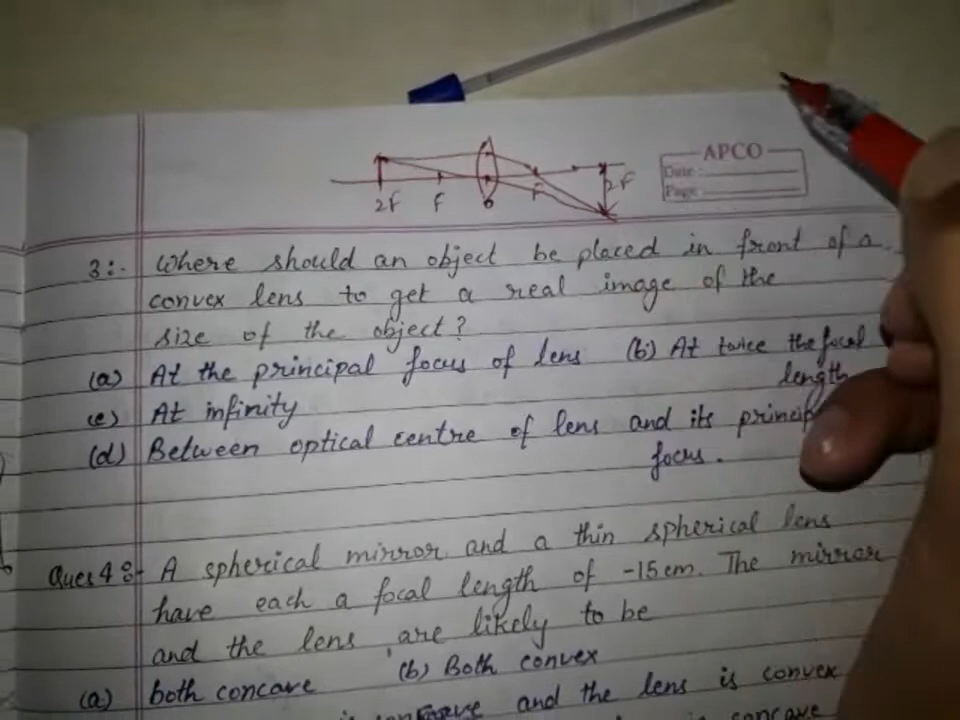 APCO
Date :
Page :
2F F F 2F
3:- Where should an object be placed in front of a
convex lens to get a real image of the
size of the object?
(a) At the principal focus of lens (b) At twice the focal
length
(c) At infinity
(d) Between optical centre of lens and its princip
focus.
Ques 4:- A spherical mirror and a thin spherical lens
have each a focal length of -15 cm. The mirror
and the lens are likely to be
(a) both concave (b) Both convex
and the lens is convex
concave